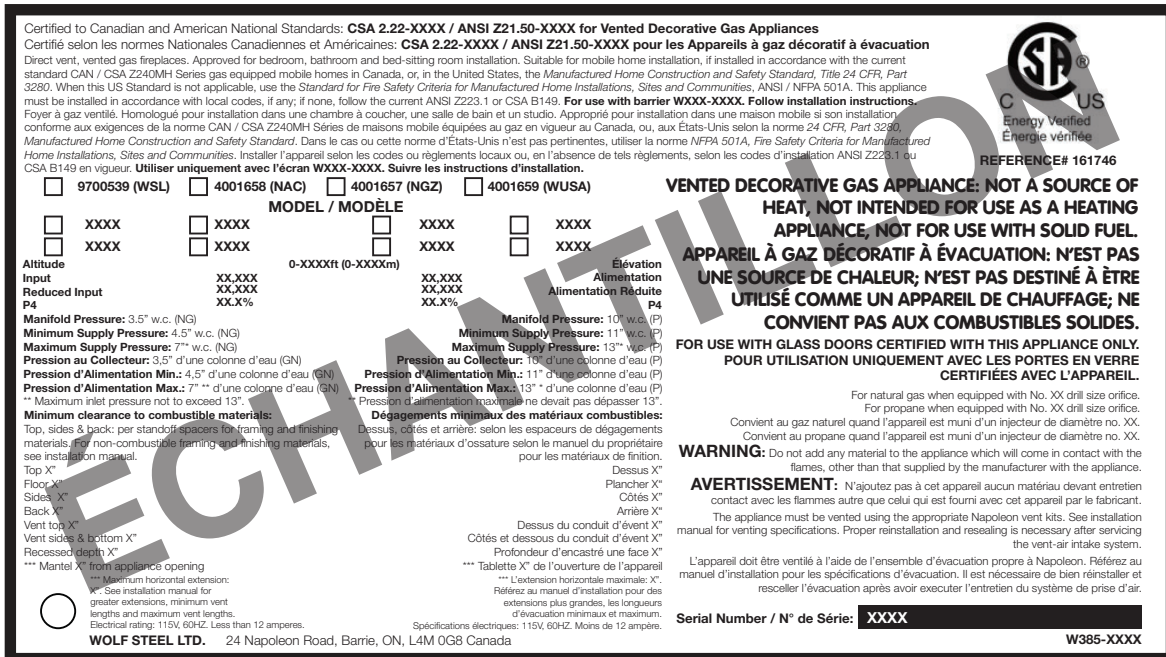 Certified to Canadian and American National Standards: CSA 2.22-XXXX / ANSI Z21.50-XXXX for Vented Decorative Gas Appliances
Certifié selon les normes Nationales Canadiennes et Américaines: CSA 2.22-XXXX / ANSI Z21.50-XXXX pour les Appareils à gaz décoratif à évacuation
Direct vent, vented gas fireplaces. Approved for bedroom, bathroom and bed-sitting room installation. Suitable for mobile home installation, if installed in accordance with the current
standard CAN / CSA Z240MH Series gas equipped mobile homes in Canada, or, in the United States, the Manufactured Home Construction and Safety Standard, Title 24 CFR, Part
3280. When this US Standard is not applicable, use the Standard for Fire Safety Criteria for Manufactured Home Installations, Sites and Communities, ANSI / NFPA 501A. This appliance
must be installed in accordance with local codes, if any; if none, follow the current ANSI Z223.1 or CSA B149. For use with barrier WXXX-XXXX. Follow installation instructions.
Foyer à gaz ventilé. Homologué pour installation dans une chambre à coucher, une salle de bain et un studio. Approprié pour installation dans une maison mobile si son installation
conforme aux exigences de la norme CAN / CSA Z240MH Séries de maisons mobile équipées au gaz en vigueur au Canada, ou, aux États-Unis selon la norme 24 CFR, Part 3280,
Manufactured Home Construction and Safety Standard. Dans le cas ou cette norme d'États-Unis n'est pas pertinentes, utiliser la norme NFPA 501A, Fire Safety Criteria for Manufactured
Home Installations, Sites and Communities. Installer l'appareil selon les codes ou règlements locaux ou, en l'absence de tels règlements, selon les codes d'installation ANSI Z223.1 ou
CSA B149 en vigueur. Utiliser uniquement avec l'écran WXXX-XXXX. Suivre les instructions d'installation.
SA ®
C US
Energy Verified
Énergie vérifiée
REFERENCE# 161746
9700539 (WSL) 4001658 (NAC) 4001657 (NGZ) 4001659 (WUSA)
MODEL / MODÈLE
XXXX XXXX XXXX XXXX
XXXX XXXX XXXX XXXX
Altitude 0-XXXXft (0-XXXXm) Élévation
Input XX,XXX XX,XXX Alimentation
Reduced Input XX,XXX XX,XXX Alimentation Réduite
P4 XX.X% XX.X% P4
Manifold Pressure: 3.5" w.c. (NG) Manifold Pressure: 10" w.c. (P)
Minimum Supply Pressure: 4.5" w.c. (NG) Minimum Supply Pressure: 11" w.c. (P)
Maximum Supply Pressure: 7"* w.c. (NG) Maximum Supply Pressure: 13"* w.c. (P)
Pression au Collecteur: 3,5" d'une colonne d'eau (GN) Pression au Collecteur: 10" d'une colonne d'eau (P)
Pression d'Alimentation Min.: 4,5" d'une colonne d'eau (GN) Pression d'Alimentation Min.: 11" d'une colonne d'eau (P)
Pression d'Alimentation Max.: 7" ** d'une colonne d'eau (GN) Pression d'Alimentation Max.: 13" * d'une colonne d'eau (P)
** Maximum inlet pressure not to exceed 13". ** Pression d'alimentation maximale ne devait pas dépasser 13".
Minimum clearance to combustible materials: Dégagements minimaux des matériaux combustibles:
Top, sides & back: per standoff spacers for framing and finishing Dessus, côtés et arrière: selon les espaceurs de dégagements
materials. For non-combustible framing and finishing materials, pour les matériaux d'ossature selon le manuel du propriétaire
see installation manual. pour les matériaux de finition.
Top X" Dessus X"
Floor X" Plancher X"
Sides X" Côtés X"
Back X" Arrière X"
Vent top X" Dessus du conduit d'évent X"
Vent sides & bottom X" Côtés et dessous du conduit d'évent X"
Recessed depth X" Profondeur d'encastré une face X"
*** Mantel X" from appliance opening *** Tablette X" de l'ouverture de l'appareil
*** Maximum horizontal extension: *** L'extension horizontale maximale: X".
X". See installation manual for Référez au manuel d'installation pour des
greater extensions, minimum vent extensions plus grandes, les longueurs
lengths and maximum vent lengths. d'évacuation minimaux et maximum.
Electrical rating: 115V, 60HZ. Less than 12 amperes. Spécifications électriques: 115V, 60HZ. Moins de 12 ampère.
WOLF STEEL LTD. 24 Napoleon Road, Barrie, ON, L4M 0G8 Canada
VENTED DECORATIVE GAS APPLIANCE: NOT A SOURCE OF
HEAT, NOT INTENDED FOR USE AS A HEATING
APPLIANCE, NOT FOR USE WITH SOLID FUEL.
APPAREIL À GAZ DÉCORATIF À ÉVACUATION: N'EST PAS
UNE SOURCE DE CHALEUR; N'EST PAS DESTINÉ À ÈTRE
UTILISÉ COMME UN APPAREIL DE CHAUFFAGE; NE
CONVIENT PAS AUX COMBUSTIBLES SOLIDES.
FOR USE WITH GLASS DOORS CERTIFIED WITH THIS APPLIANCE ONLY.
POUR UTILISATION UNIQUEMENT AVEC LES PORTES EN VERRE
CERTIFIÉES AVEC L'APPAREIL.
For natural gas when equipped with No. XX drill size orifice.
For propane when equipped with No. XX drill size orifice.
Convient au gaz naturel quand l'appareil est muni d'un injecteur de diamètre no. XX.
Convient au propane quand l'appareil est muni d'un injecteur de diamètre no. XX.
WARNING: Do not add any material to the appliance which will come in contact with the
flames, other than that supplied by the manufacturer with the appliance.
AVERTISSEMENT: N'ajoutez pas à cet appareil aucun matériau devant entretien
contact avec les flammes autre que celui qui est fourni avec cet appareil par le fabricant.
The appliance must be vented using the appropriate Napoleon vent kits. See installation
manual for venting specifications. Proper reinstallation and resealing is necessary after servicing
the vent-air intake system.
L'appareil doit être ventilé à l'aide de l'ensemble d'évacuation propre à Napoleon. Référez au
manuel d'installation pour les spécifications d'évacuation. Il est nécessaire de bien réinstaller et
resceller l'évacuation après avoir executer l'entretien du système de prise d'air.
Serial Number / N° de Série: XXXX
W385-XXXX
ÉCHANTILLON